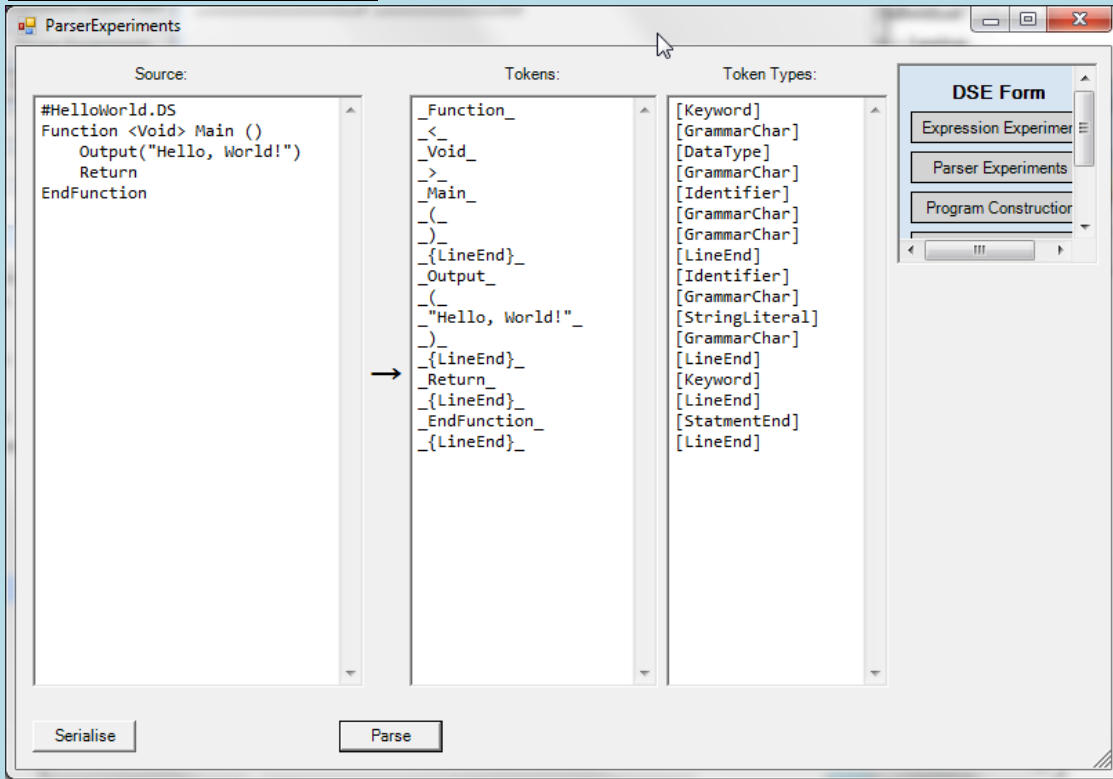 ParserExperiments
Source:
#HelloWorld.DS
Function <Void> Main ()
    Output("Hello, World!")
    Return
EndFunction
→
Tokens:
_Function_
_<_
_Void_
_>_
_Main_
_(_
_)_
_{LineEnd}_
_Output_
_(_
_"Hello, World!"_
_)_
_{LineEnd}_
_Return_
_{LineEnd}_
_EndFunction_
_{LineEnd}_
Token Types:
[Keyword]
[GrammarChar]
[DataType]
[GrammarChar]
[Identifier]
[GrammarChar]
[GrammarChar]
[LineEnd]
[Identifier]
[GrammarChar]
[StringLiteral]
[GrammarChar]
[LineEnd]
[Keyword]
[LineEnd]
[StatmentEnd]
[LineEnd]
DSE Form
Expression Experimer
Parser Experiments
Program Construction
Serialise
Parse